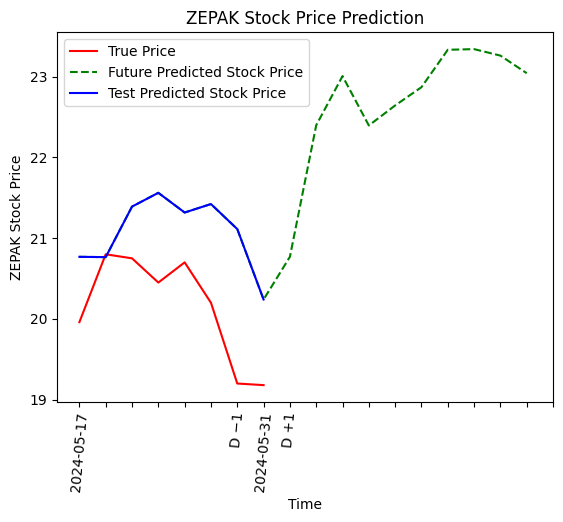 ZEPAK Stock Price Prediction
True Price
Future Predicted Stock Price
Test Predicted Stock Price
ZEPAK Stock Price
23
22
21
20
19
2024-05-17
D −1
2024-05-31
D +1
Time